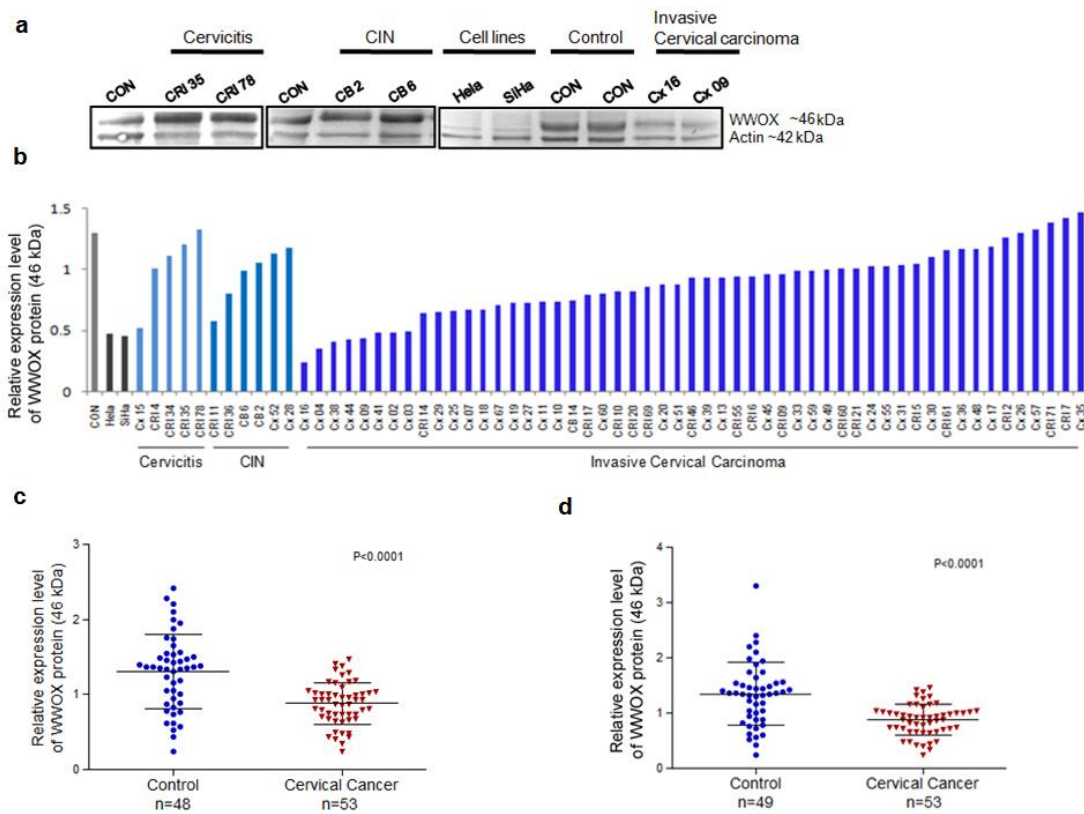 a
Cervicitis
CIN
Cell lines
Control
Invasive
Cervical carcinoma
CON
CRI 35
CRI 78
CON
CB 2
CB 6
Hela
SiHa
CON
CON
Cx 16
Cx 09
WWOX ~46 kDa
Actin ~42 kDa
b
Relative expression level
of WWOX protein (46 kDa)
1.5
1
0.5
0
CON
Hela
SiHa
Cx 15
CRI 4
CRI 34
CRI 35
CRI 78
CRI 11
CRI 36
CB 6
CB 2
Cx 52
Cx 28
Cx 16
Cx 04
Cx 38
Cx 44
Cx 09
Cx 41
Cx 02
Cx 03
CRI 14
Cx 29
Cx 25
Cx 07
Cx 18
Cx 67
Cx 19
Cx 27
Cx 11
Cx 10
CB 14
CRI 17
Cx 60
CRI 10
CRI 20
CRI 69
Cx 20
Cx 51
CRI 46
Cx 39
Cx 13
CRI 55
CRI 16
Cx 45
CRI 09
Cx 33
Cx 59
Cx 49
CRI 60
CRI 21
Cx 24
Cx 55
Cx 31
CRI 5
Cx 30
CRI 61
Cx 36
Cx 48
Cx 17
CRI 2
Cx 26
Cx 57
CRI 71
CRI 7
Cx 35
Cervicitis
CIN
Invasive Cervical Carcinoma
c
Relative expression level
of WWOX protein (46 kDa)
3
2
1
0
P<0.0001
Control
n=48
Cervical Cancer
n=53
d
Relative expression level
of WWOX protein (46 kDa)
4
3
2
1
0
P<0.0001
Control
n=49
Cervical Cancer
n=53